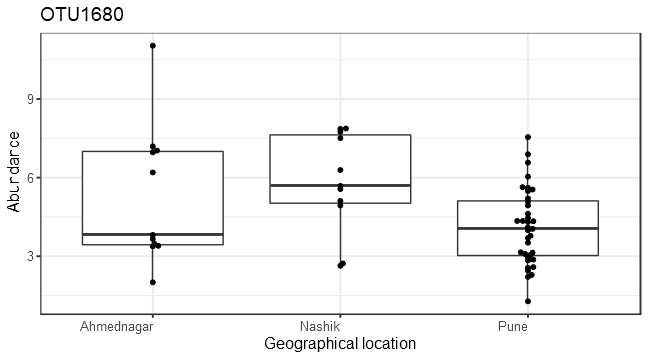 OTU1680
9
6
3
Abundance
Ahmednagar Nashik Pune
Geographical location